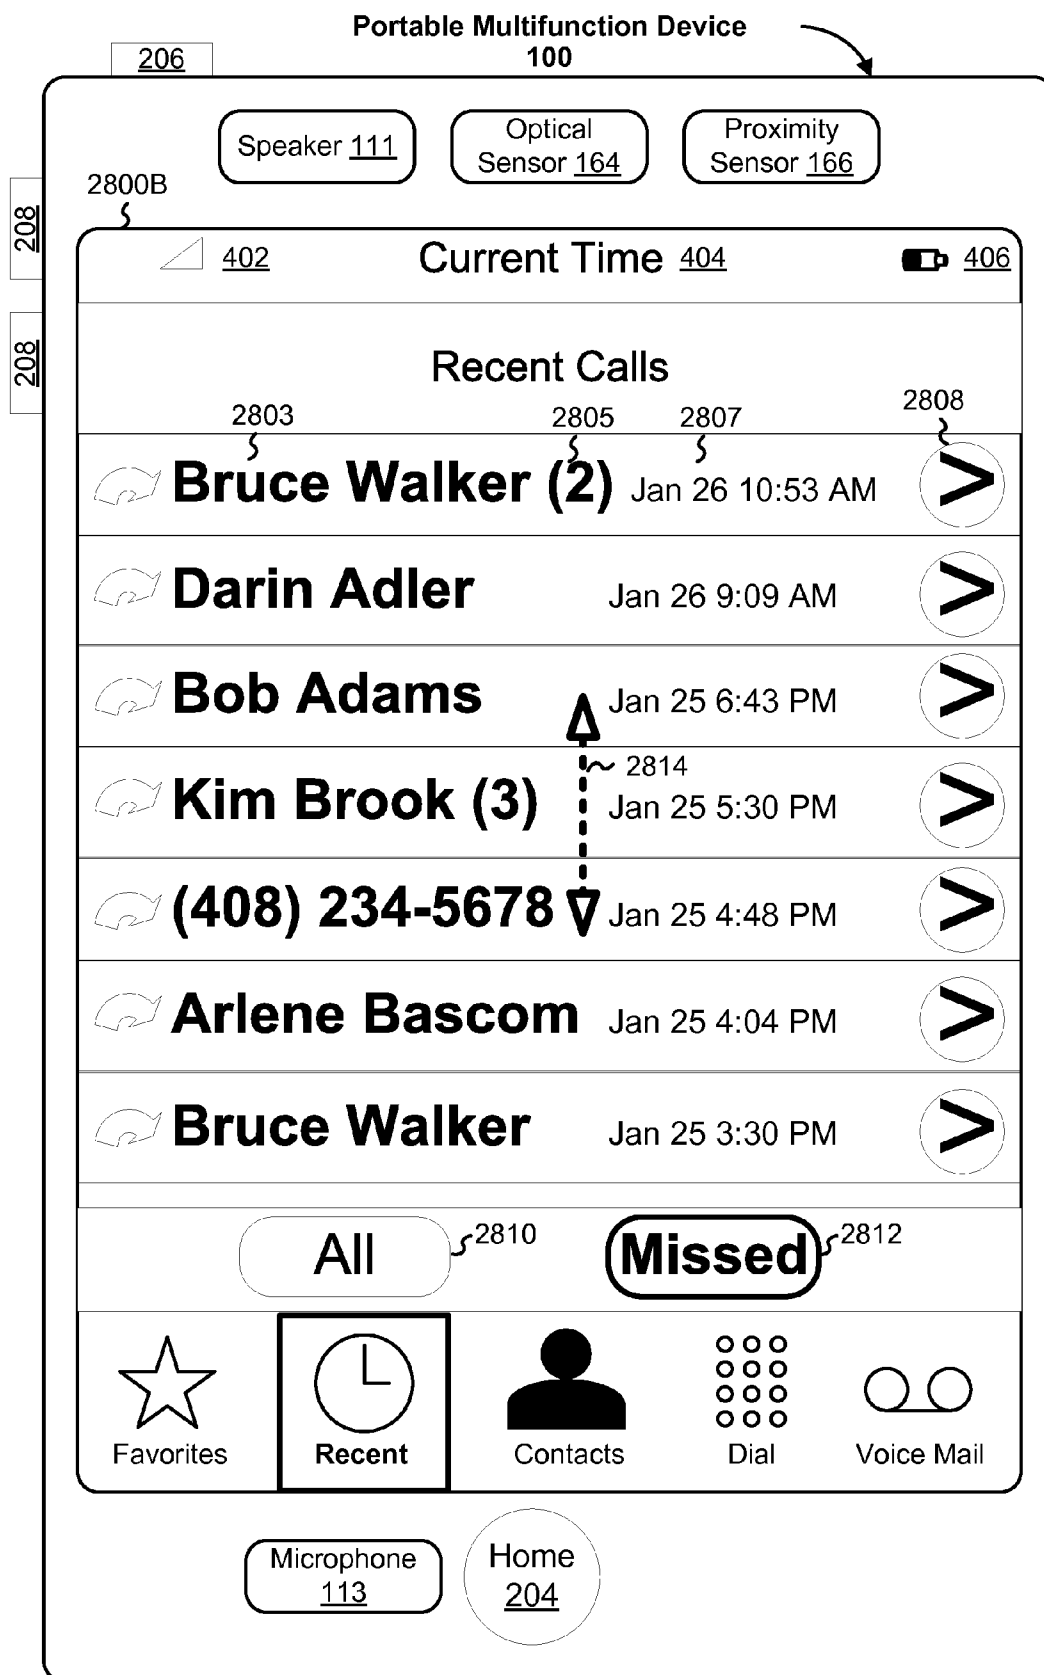 Portable Multifunction Device
100
206
Speaker 111
Optical
Sensor 164
Proximity
Sensor 166
2800B
208
402
Current Time 404
406
208
Recent Calls
2803
2805
2807
2808
Bruce Walker (2) Jan 26 10:53 AM >
Darin Adler Jan 26 9:09 AM >
Bob Adams Jan 25 6:43 PM >
2814
Kim Brook (3) Jan 25 5:30 PM >
(408) 234-5678 Jan 25 4:48 PM >
Arlene Bascom Jan 25 4:04 PM >
Bruce Walker Jan 25 3:30 PM >
All
2810
Missed
2812
Favorites
Recent
Contacts
Dial
Voice Mail
Microphone
113
Home
204